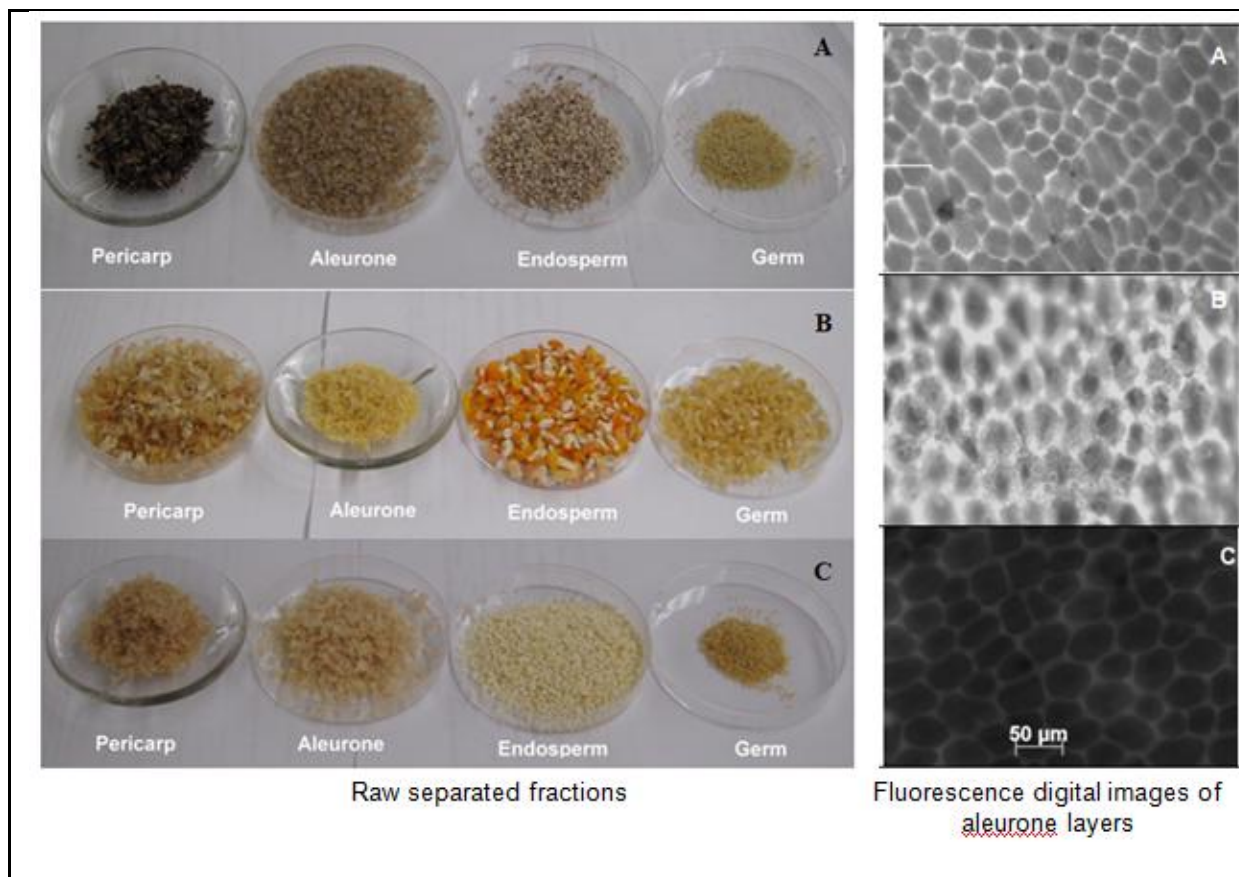 A
Pericarp Aleurone Endosperm Germ
B
Pericarp Aleurone Endosperm Germ
C
Pericarp Aleurone Endosperm Germ
Raw separated fractions
A
B
C
50 µm
Fluorescence digital images of
aleurone layers